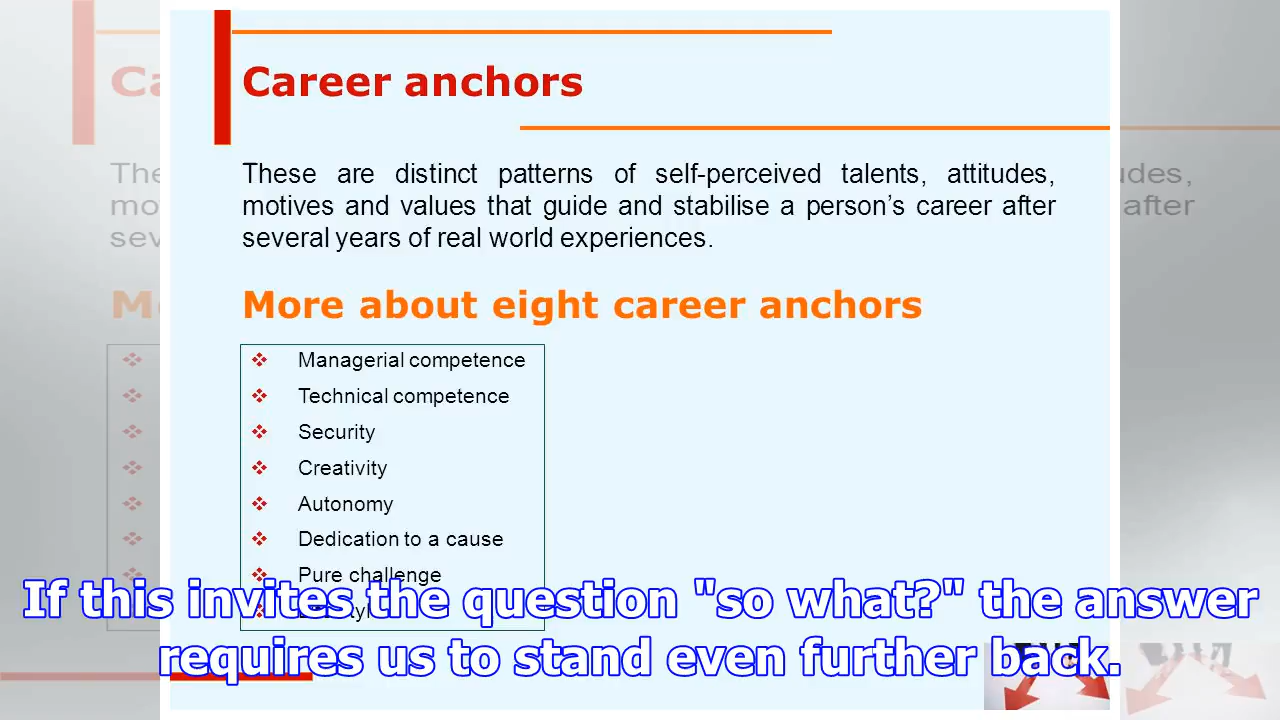 Career anchors
These are distinct patterns of self-perceived talents, attitudes,
motives and values that guide and stabilise a person's career after
several years of real world experiences.
More about eight career anchors
Managerial competence
Technical competence
Security
Creativity
Autonomy
Dedication to a cause
Pure challenge
If this invites the question "so what?" the answer
requires us to stand even further back.